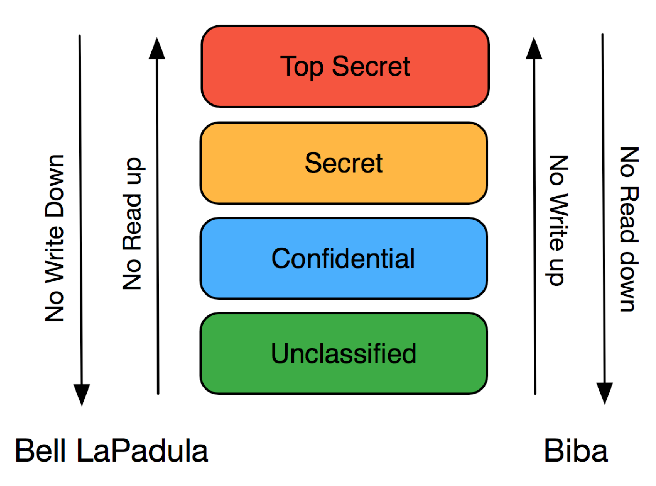 Top Secret
Secret
Confidential
Unclassified
No Write Down
No Read up
No Write up
No Read down
Bell LaPadula
Biba